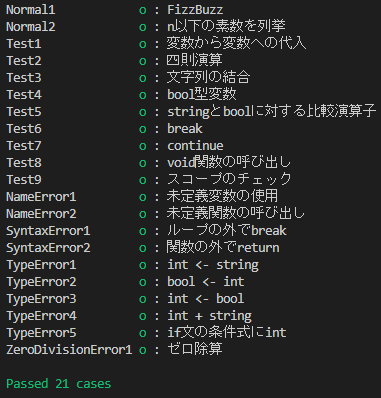 Normal1 o : FizzBuzz
Normal2 o : n以下の素数を列挙
Test1 o : 変数から変数への代入
Test2 o : 四則演算
Test3 o : 文字列の結合
Test4 o : bool型変数
Test5 o : stringとboolに対する比較演算子
Test6 o : break
Test7 o : continue
Test8 o : void関数の呼び出し
Test9 o : スコープのチェック
NameError1 o : 未定義変数の使用
NameError2 o : 未定義関数の呼び出し
SyntaxError1 o : ループの外でbreak
SyntaxError2 o : 関数の外でreturn
TypeError1 o : int <- string
TypeError2 o : bool <- int
TypeError3 o : int <- bool
TypeError4 o : int + string
TypeError5 o : if文の条件式にint
ZeroDivisionError1 o : ゼロ除算
Passed 21 cases